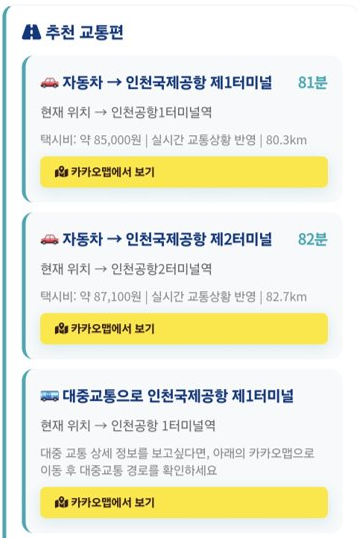 추천 교통편
자동차 → 인천국제공항 제1터미널 81분
현재 위치 → 인천공항1터미널역
택시비: 약 85,000원 | 실시간 교통상황 반영 | 80.3km
카카오맵에서 보기
자동차 → 인천국제공항 제2터미널 82분
현재 위치 → 인천공항2터미널역
택시비: 약 87,100원 | 실시간 교통상황 반영 | 82.7km
카카오맵에서 보기
대중교통으로 인천국제공항 제1터미널
현재 위치 → 인천공항 1터미널역
대중 교통 상세 정보를 보고싶다면, 아래의 카카오맵으로
이동 후 대중교통 경로를 확인하세요
카카오맵에서 보기